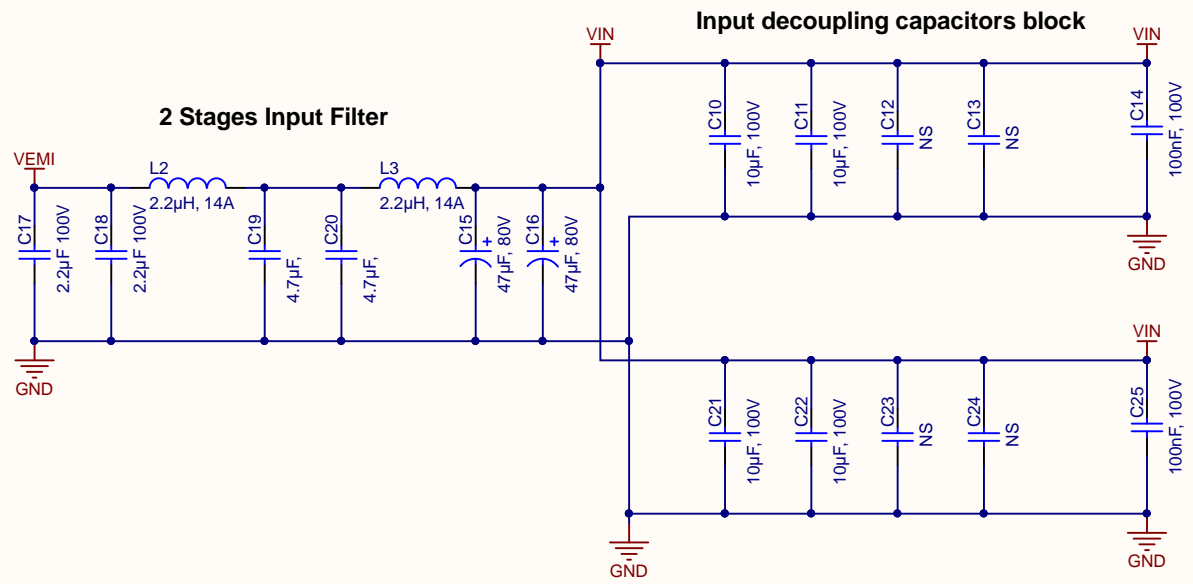 Input decoupling capacitors block
VIN
VIN
C10
10µF, 100V
C11
10µF, 100V
C12
NS
C13
NS
C14
100nF, 100V
GND
2 Stages Input Filter
VEMI
L2
2.2µH, 14A
L3
2.2µH, 14A
C17
2.2µF 100V
C18
2.2µF 100V
C19
4.7µF,
C20
4.7µF,
C15
+
47µF, 80V
C16
+
47µF, 80V
GND
VIN
C21
10µF, 100V
C22
10µF, 100V
C23
NS
C24
NS
C25
100nF, 100V
GND
GND